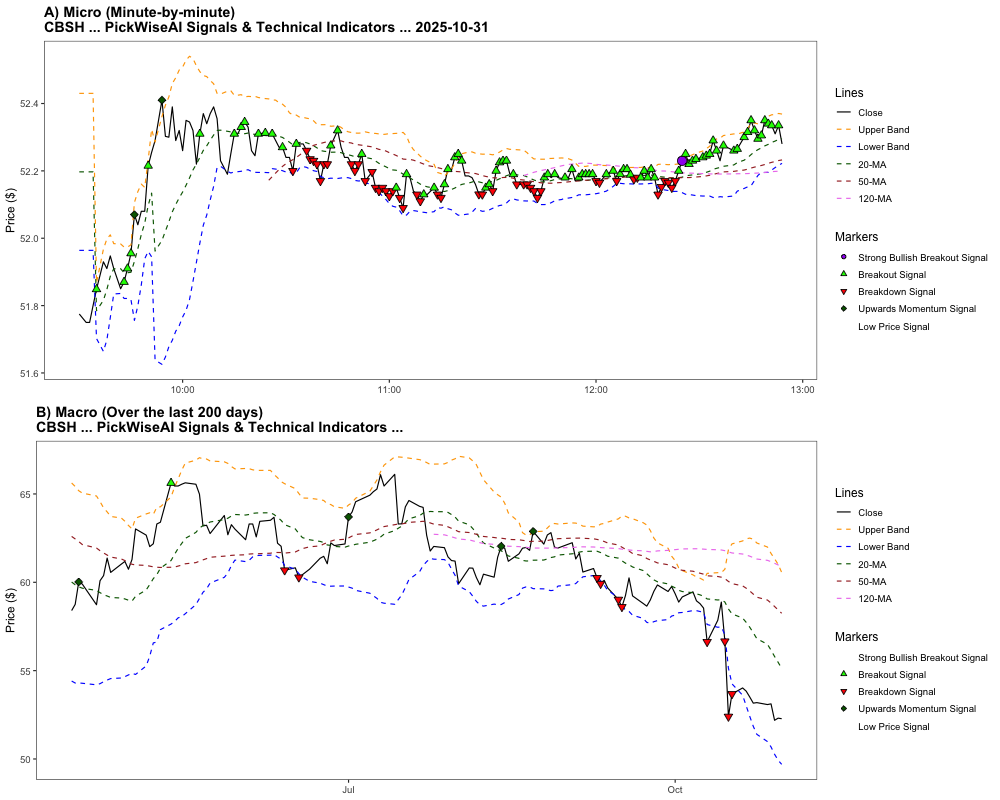 A) Micro (Minute-by-minute)
CBSH ... PickWiseAI Signals & Technical Indicators ... 2025-10-31
Price ($)
52.4
52.2
52.0
51.8
51.6
10:00
11:00
12:00
13:00
Lines
Close
Upper Band
Lower Band
20-MA
50-MA
120-MA
Markers
Strong Bullish Breakout Signal
Breakout Signal
Breakdown Signal
Upwards Momentum Signal
Low Price Signal
B) Macro (Over the last 200 days)
CBSH ... PickWiseAI Signals & Technical Indicators ...
Price ($)
65
60
55
50
Jul
Oct
Lines
Close
Upper Band
Lower Band
20-MA
50-MA
120-MA
Markers
Strong Bullish Breakout Signal
Breakout Signal
Breakdown Signal
Upwards Momentum Signal
Low Price Signal